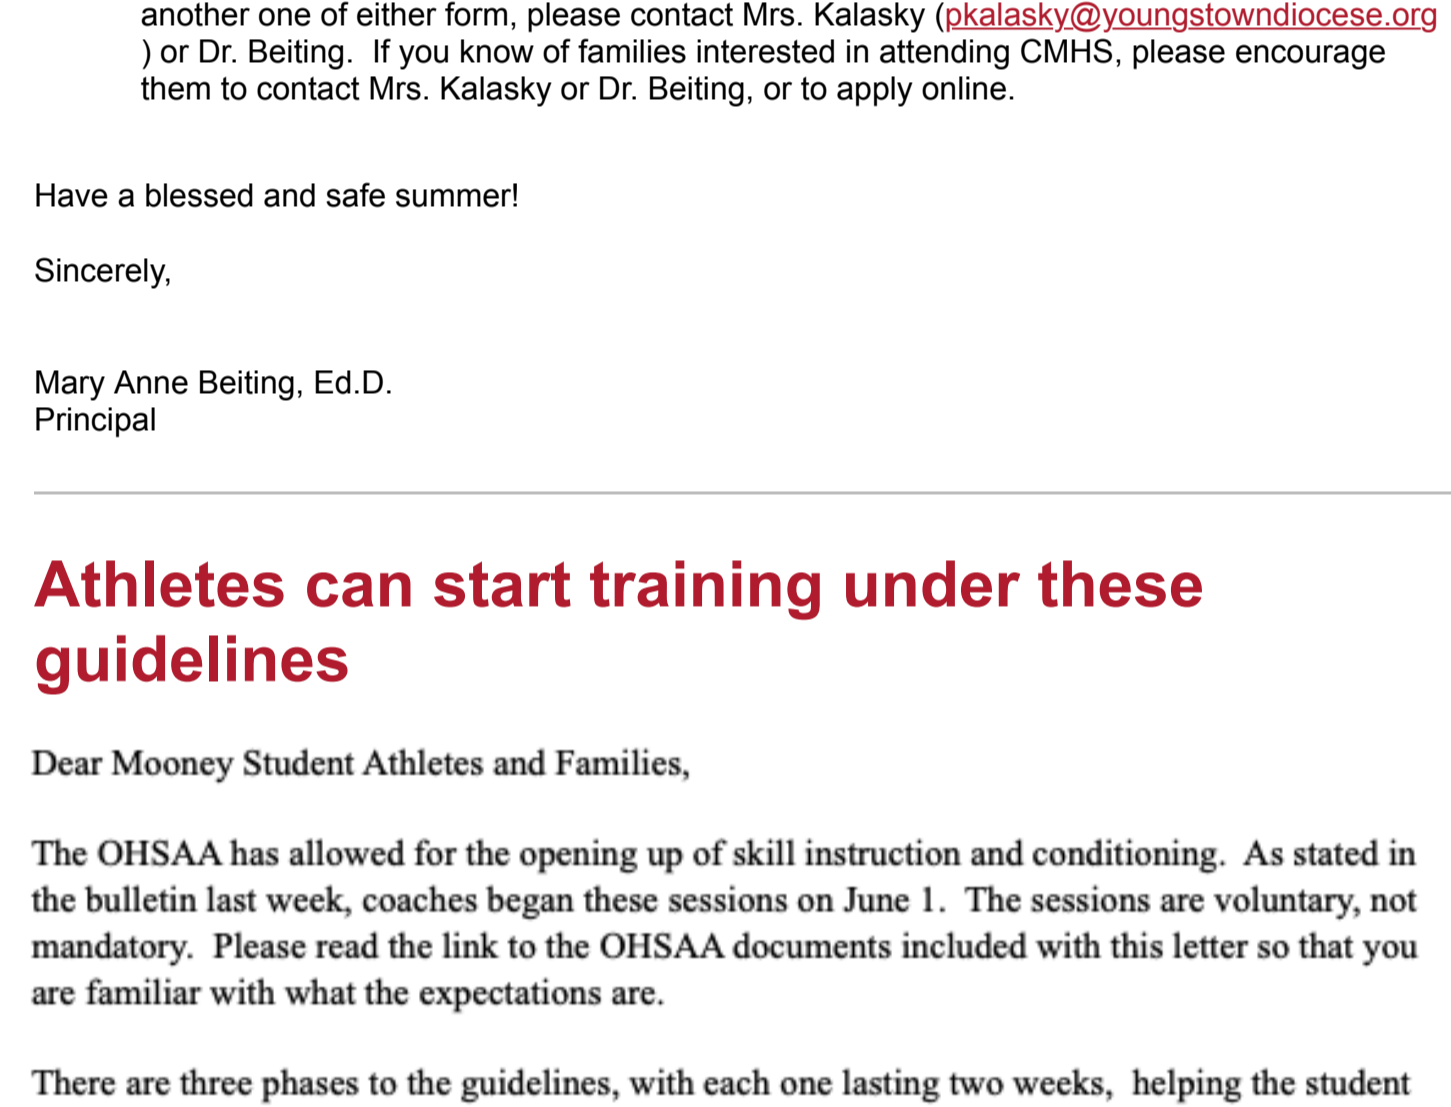 another one of either form, please contact Mrs. Kalasky (pkalasky@youngstowndiocese.org
) or Dr. Beiting.  If you know of families interested in attending CMHS, please encourage
them to contact Mrs. Kalasky or Dr. Beiting, or to apply online.
Have a blessed and safe summer!
Sincerely,
Mary Anne Beiting, Ed.D.
Principal
Athletes can start training under these
guidelines
Dear Mooney Student Athletes and Families,
The OHSAA has allowed for the opening up of skill instruction and conditioning.  As stated in
the bulletin last week, coaches began these sessions on June 1.  The sessions are voluntary, not
mandatory.  Please read the link to the OHSAA documents included with this letter so that you
are familiar with what the expectations are.
There are three phases to the guidelines, with each one lasting two weeks,  helping the student